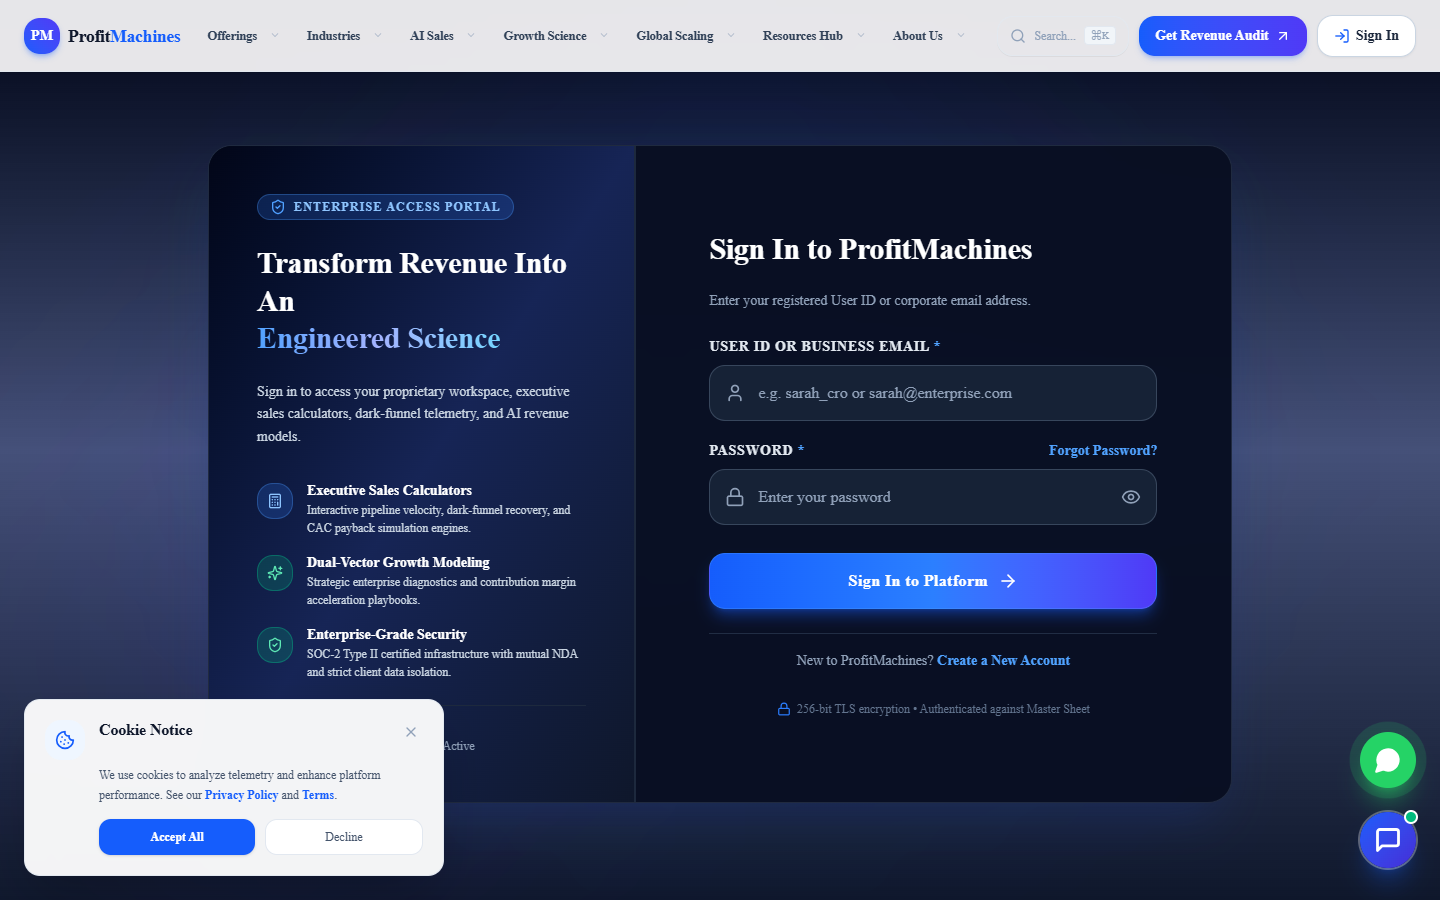 PM ProfitMachines Offerings Industries AI Sales Growth Science Global Scaling Resources Hub About Us Search... ⌘K Get Revenue Audit Sign In
ENTERPRISE ACCESS PORTAL
Transform Revenue Into
An
Engineered Science
Sign in to access your proprietary workspace, executive
sales calculators, dark-funnel telemetry, and AI revenue
models.
Executive Sales Calculators
Interactive pipeline velocity, dark-funnel recovery, and
CAC payback simulation engines.
Dual-Vector Growth Modeling
Strategic enterprise diagnostics and contribution margin
acceleration playbooks.
Enterprise-Grade Security
SOC-2 Type II certified infrastructure with mutual NDA
and strict client data isolation.
Active
Sign In to ProfitMachines
Enter your registered User ID or corporate email address.
USER ID OR BUSINESS EMAIL *
e.g. sarah_cro or sarah@enterprise.com
PASSWORD * Forgot Password?
Enter your password
Sign In to Platform
New to ProfitMachines? Create a New Account
256-bit TLS encryption • Authenticated against Master Sheet
Cookie Notice
We use cookies to analyze telemetry and enhance platform
performance. See our Privacy Policy and Terms.
Accept All Decline